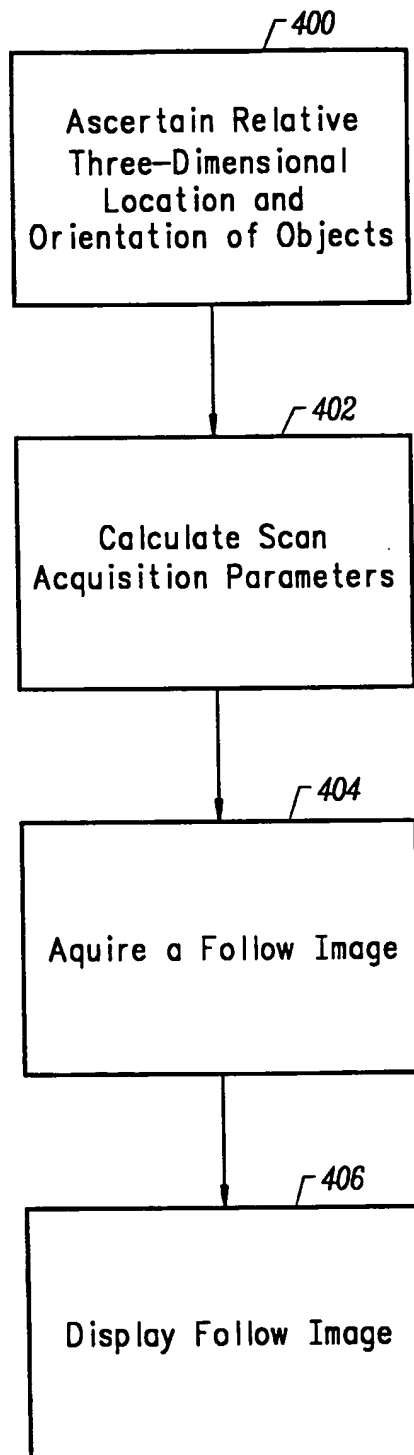 400
Ascertain Relative
Three-Dimensional
Location and
Orientation of Objects
402
Calculate Scan
Acquisition Parameters
404
Aquire a Follow Image
406
Display Follow Image